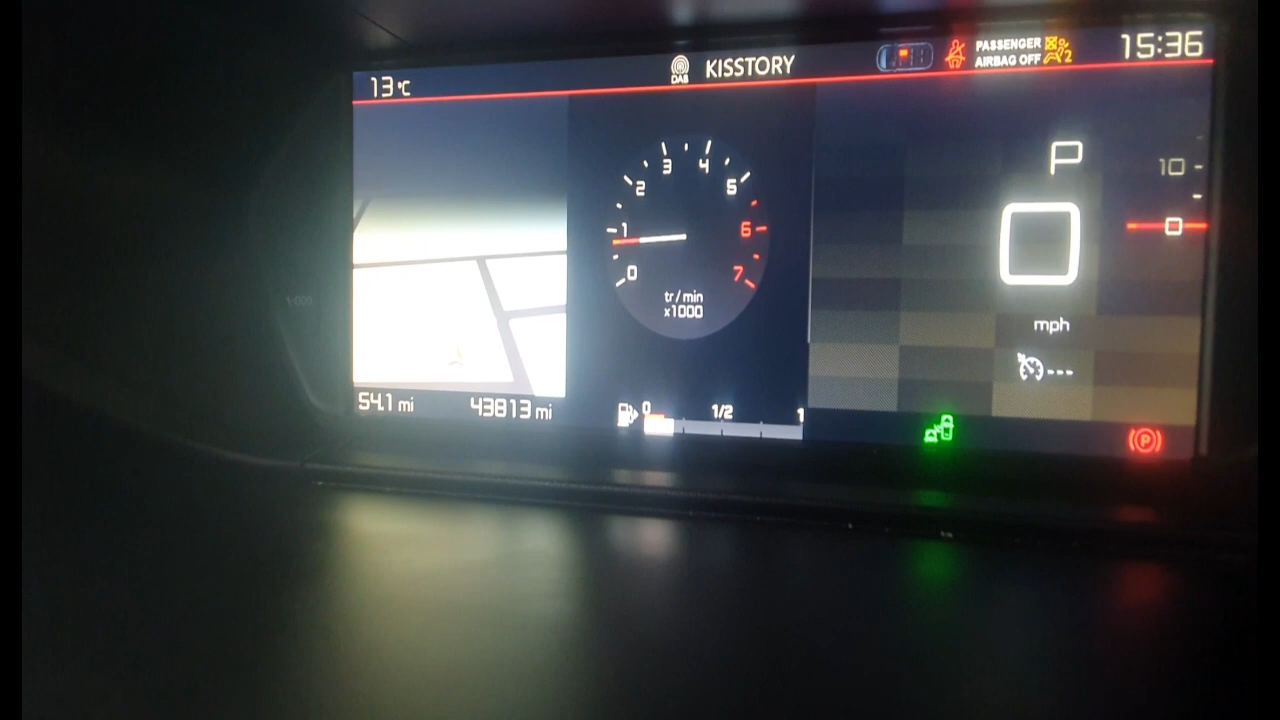 13°C
DAB
KISSTORY
PASSENGER
AIRBAG OFF
2
15:36
0
1
2
3
4
5
6
7
tr/min
x1000
P
0
mph
---
10
0
54.1 mi
43813 mi
0
1/2
1
P